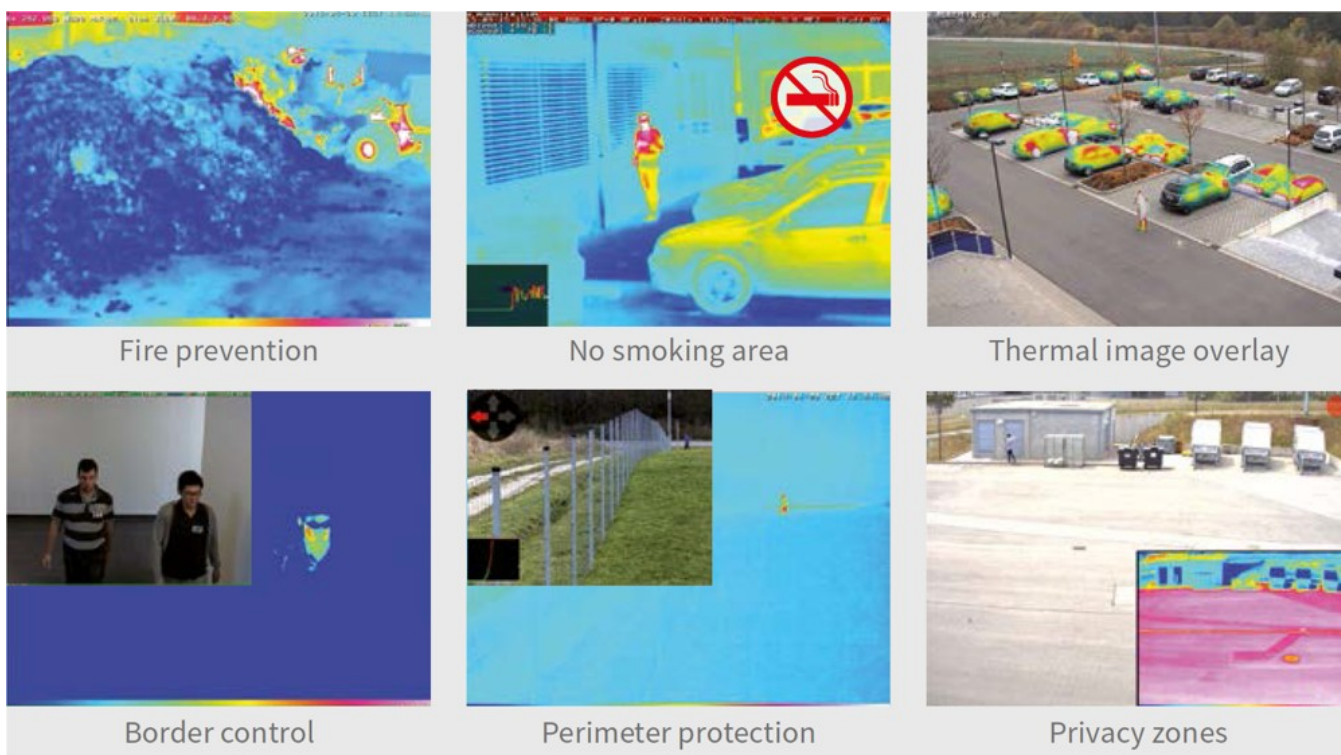 Fire prevention
No smoking area
Thermal image overlay
Border control
Perimeter protection
Privacy zones